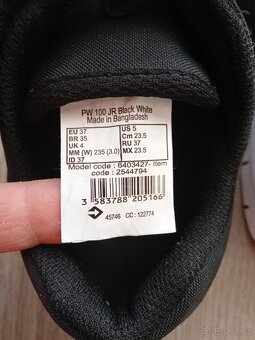 PW 100 JR Black White
Made in Bangladesh
EU 37 US 5
BR 35 Cm 23.5
UK 4 RU 37
MM (W) 235 (3.0) MX 23.5
ID 37
Model code : 8403427- Item
code : 2544794
3 583788 205166
45746 CC : 122774